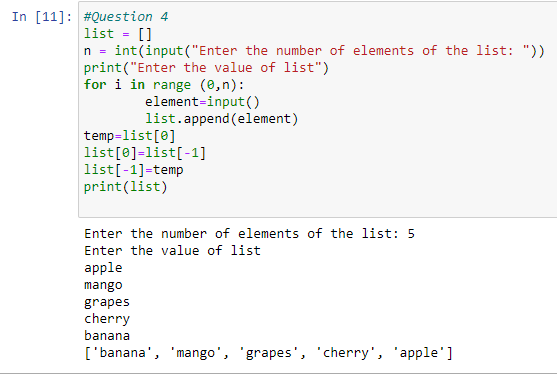 In [11]: #Question 4
list = []
n = int(input("Enter the number of elements of the list: "))
print("Enter the value of list")
for i in range (0,n):
        element=input()
        list.append(element)
temp=list[0]
list[0]=list[-1]
list[-1]=temp
print(list)
Enter the number of elements of the list: 5
Enter the value of list
apple
mango
grapes
cherry
banana
['banana', 'mango', 'grapes', 'cherry', 'apple']